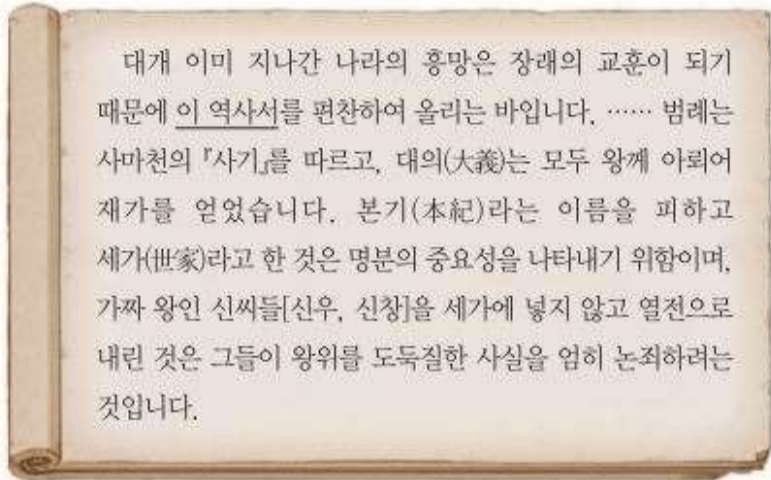 대개 이미 지나간 나라의 흥망은 장래의 교훈이 되기
때문에 이 역사서를 편찬하여 올리는 바입니다. …… 범례는
사마천의 『사기』를 따르고, 대의(大義)는 모두 왕께 아뢰어
재가를 얻었습니다. 본기(本紀)라는 이름을 피하고
세가(世家)라고 한 것은 명분의 중요성을 나타내기 위함이며,
가짜 왕인 신씨들[신우, 신창]을 세가에 넣지 않고 열전으로
내린 것은 그들이 왕위를 도둑질한 사실을 엄히 논죄하려는
것입니다.